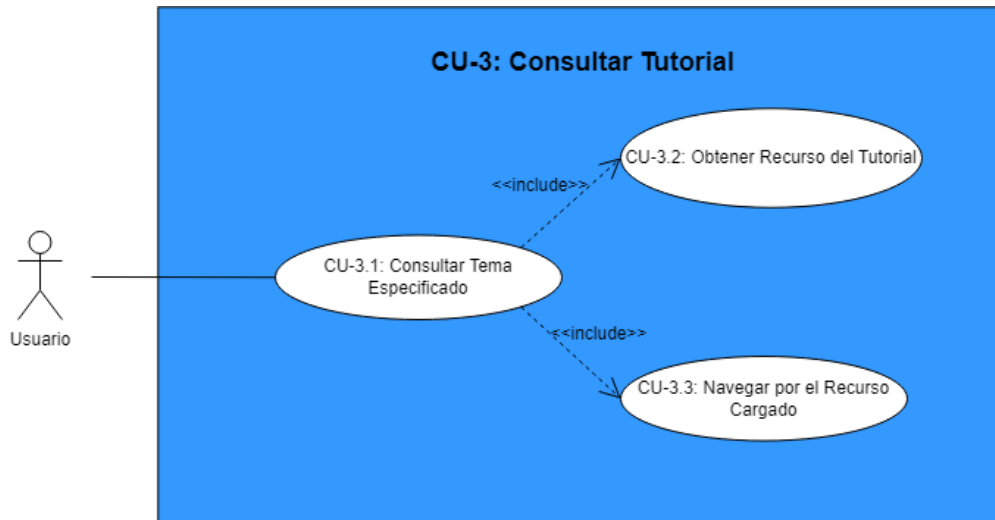 CU-3: Consultar Tutorial
CU-3.2: Obtener Recurso del Tutorial
<<include>>
CU-3.1: Consultar Tema
Especificado
Usuario
<<include>>
CU-3.3: Navegar por el Recurso
Cargado